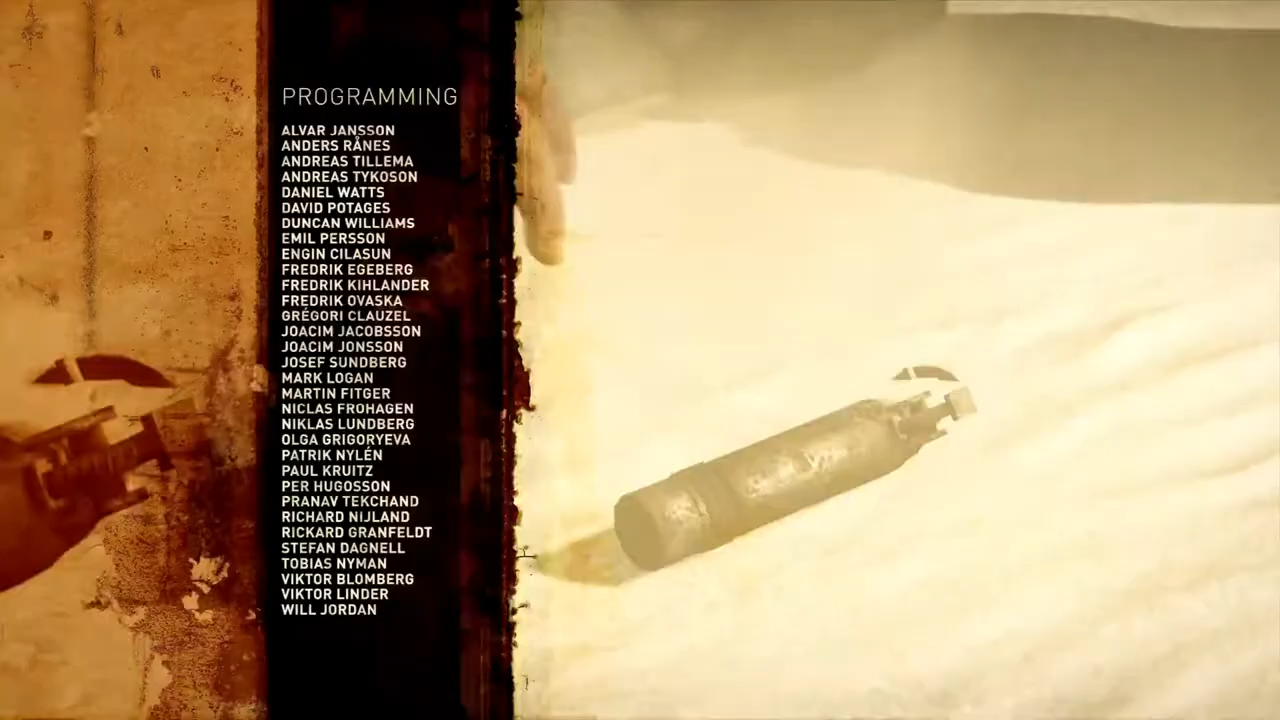 PROGRAMMING
ALVAR JANSSON
ANDERS RÅNES
ANDREAS TILLEMA
ANDREAS TYKOSON
DANIEL WATTS
DAVID POTAGES
DUNCAN WILLIAMS
EMIL PERSSON
ENGIN CILASUN
FREDRIK EGEBERG
FREDRIK KIHLANDER
FREDRIK OVASKA
GRÉGORI CLAUZEL
JOACIM JACOBSSON
JOACIM JONSSON
JOSEF SUNDBERG
MARK LOGAN
MARTIN FITGER
NICLAS FROHAGEN
NIKLAS LUNDBERG
OLGA GRIGORYEVA
PATRIK NYLÉN
PAUL KRUITZ
PER HUGOSSON
PRANAV TEKCHAND
RICHARD NIJLAND
RICKARD GRANFELDT
STEFAN DAGNELL
TOBIAS NYMAN
VIKTOR BLOMBERG
VIKTOR LINDER
WILL JORDAN